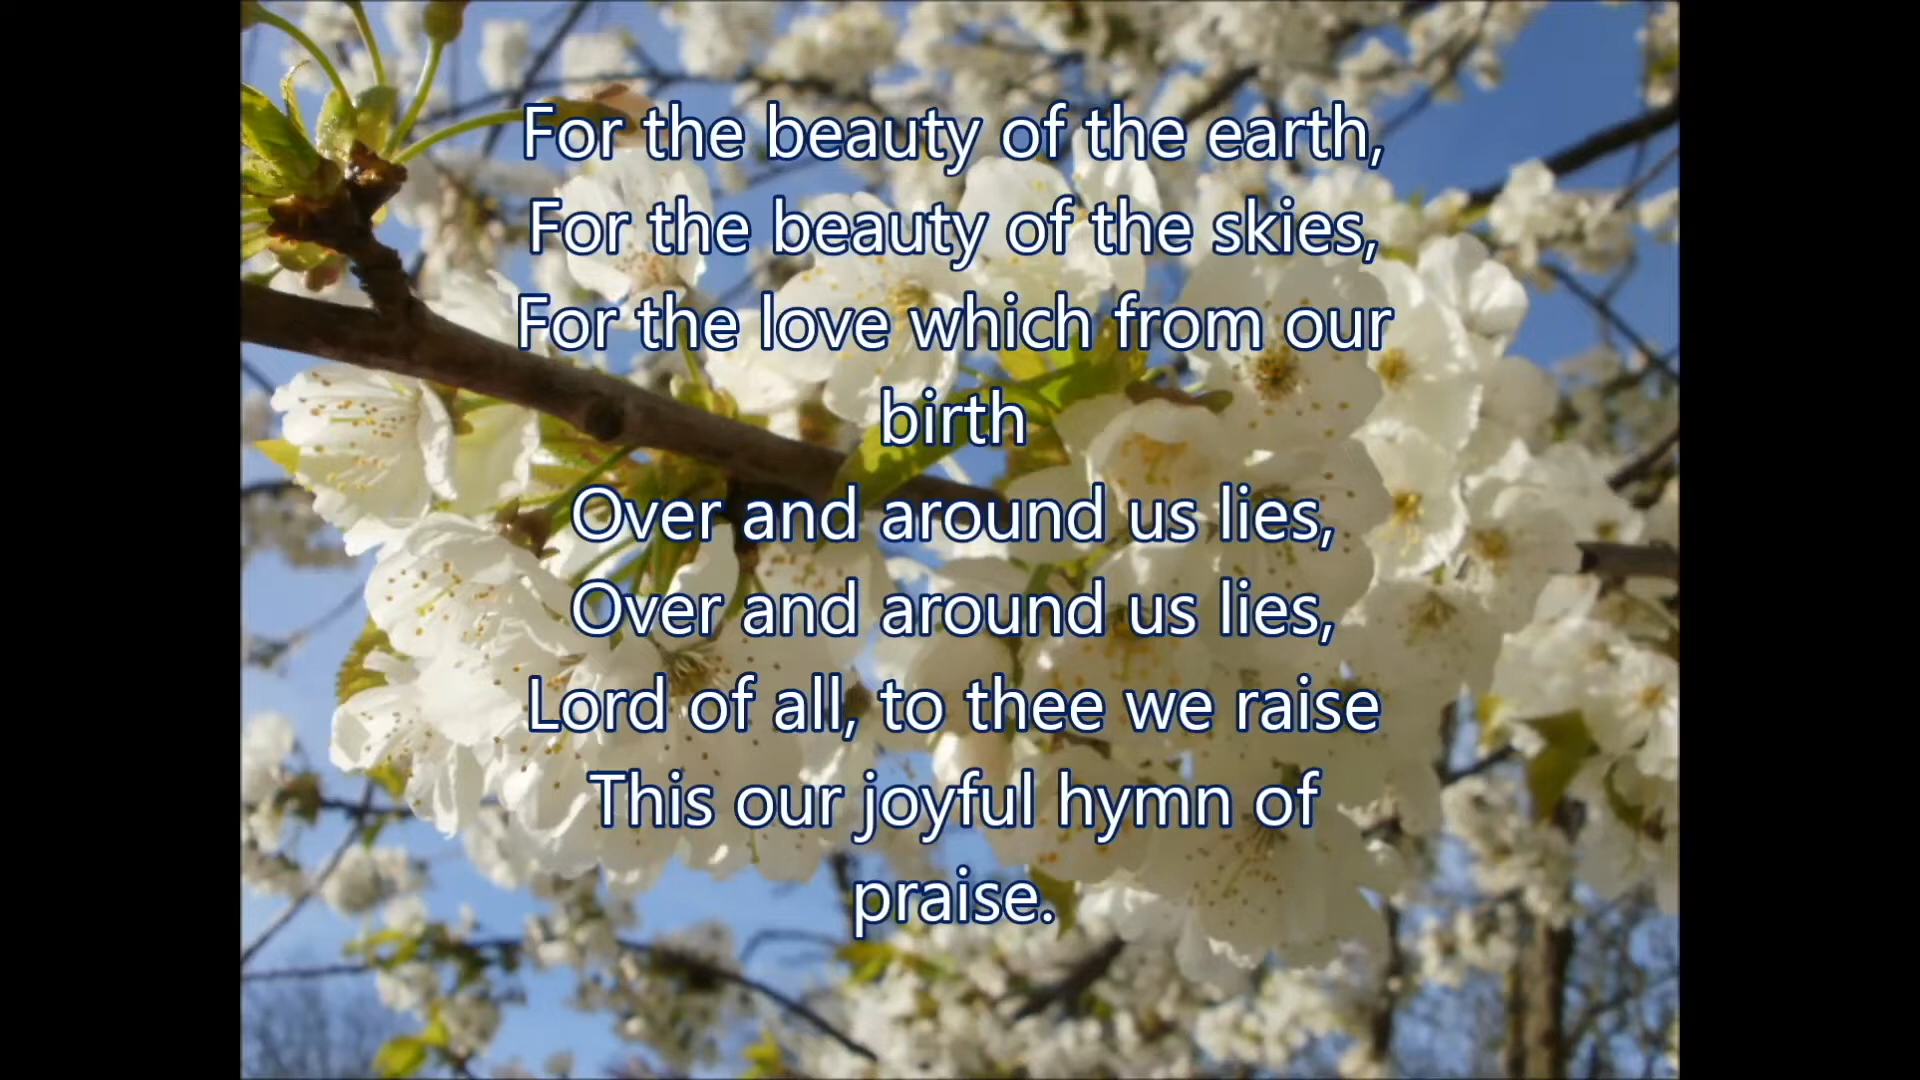 For the beauty of the earth,
For the beauty of the skies,
For the love which from our
birth
Over and around us lies,
Over and around us lies,
Lord of all, to thee we raise
This our joyful hymn of
praise.